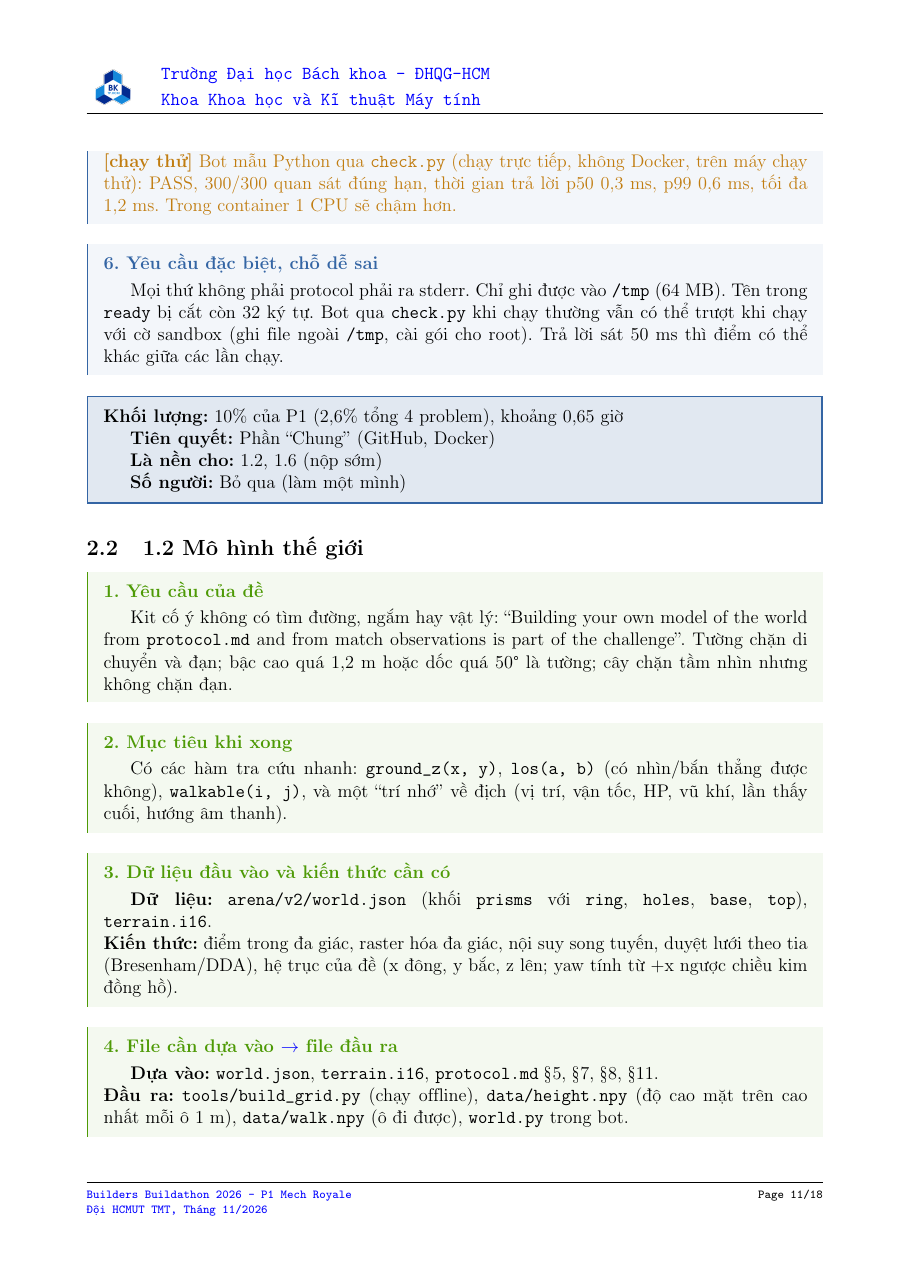 BK
Trường Đại học Bách khoa - ĐHQG-HCM
Khoa Khoa học và Kĩ thuật Máy tính
[chạy thử] Bot mẫu Python qua check.py (chạy trực tiếp, không Docker, trên máy chạy
thử): PASS, 300/300 quan sát đúng hạn, thời gian trả lời p50 0,3 ms, p99 0,6 ms, tối đa
1,2 ms. Trong container 1 CPU sẽ chậm hơn.
6. Yêu cầu đặc biệt, chỗ dễ sai
Mọi thứ không phải protocol phải ra stderr. Chỉ ghi được vào /tmp (64 MB). Tên trong
ready bị cắt còn 32 ký tự. Bot qua check.py khi chạy thường vẫn có thể trượt khi chạy
với cờ sandbox (ghi file ngoài /tmp, cài gói cho root). Trả lời sát 50 ms thì điểm có thể
khác giữa các lần chạy.
Khối lượng: 10% của P1 (2,6% tổng 4 problem), khoảng 0,65 giờ
Tiên quyết: Phần “Chung” (GitHub, Docker)
Là nền cho: 1.2, 1.6 (nộp sớm)
Số người: Bỏ qua (làm một mình)
2.2 1.2 Mô hình thế giới
1. Yêu cầu của đề
Kit cố ý không có tìm đường, ngắm hay vật lý: “Building your own model of the world
from protocol.md and from match observations is part of the challenge”. Tường chặn di
chuyển và đạn; bậc cao quá 1,2 m hoặc dốc quá 50° là tường; cây chặn tầm nhìn nhưng
không chặn đạn.
2. Mục tiêu khi xong
Có các hàm tra cứu nhanh: ground_z(x, y), los(a, b) (có nhìn/bắn thẳng được
không), walkable(i, j), và một “trí nhớ” về địch (vị trí, vận tốc, HP, vũ khí, lần thấy
cuối, hướng âm thanh).
3. Dữ liệu đầu vào và kiến thức cần có
Dữ liệu: arena/v2/world.json (khối prisms với ring, holes, base, top),
terrain.i16.
Kiến thức: điểm trong đa giác, raster hóa đa giác, nội suy song tuyến, duyệt lưới theo tia
(Bresenham/DDA), hệ trục của đề (x đông, y bắc, z lên; yaw tính từ +x ngược chiều kim
đồng hồ).
4. File cần dựa vào → file đầu ra
Dựa vào: world.json, terrain.i16, protocol.md §5, §7, §8, §11.
Đầu ra: tools/build_grid.py (chạy offline), data/height.npy (độ cao mặt trên cao
nhất mỗi ô 1 m), data/walk.npy (ô đi được), world.py trong bot.
Builders Buildathon 2026 - P1 Mech Royale
Page 11/18
Đội HCMUT TMT, Tháng 11/2026